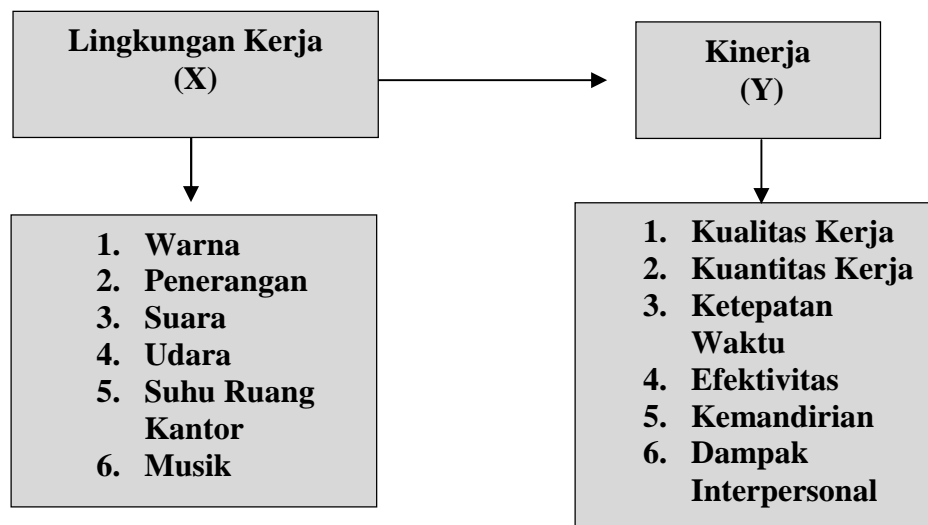 Lingkungan Kerja
(X)
Kinerja
(Y)
1. Warna
2. Penerangan
3. Suara
4. Udara
5. Suhu Ruang
Kantor
6. Musik
1. Kualitas Kerja
2. Kuantitas Kerja
3. Ketepatan
Waktu
4. Efektivitas
5. Kemandirian
6. Dampak
Interpersonal